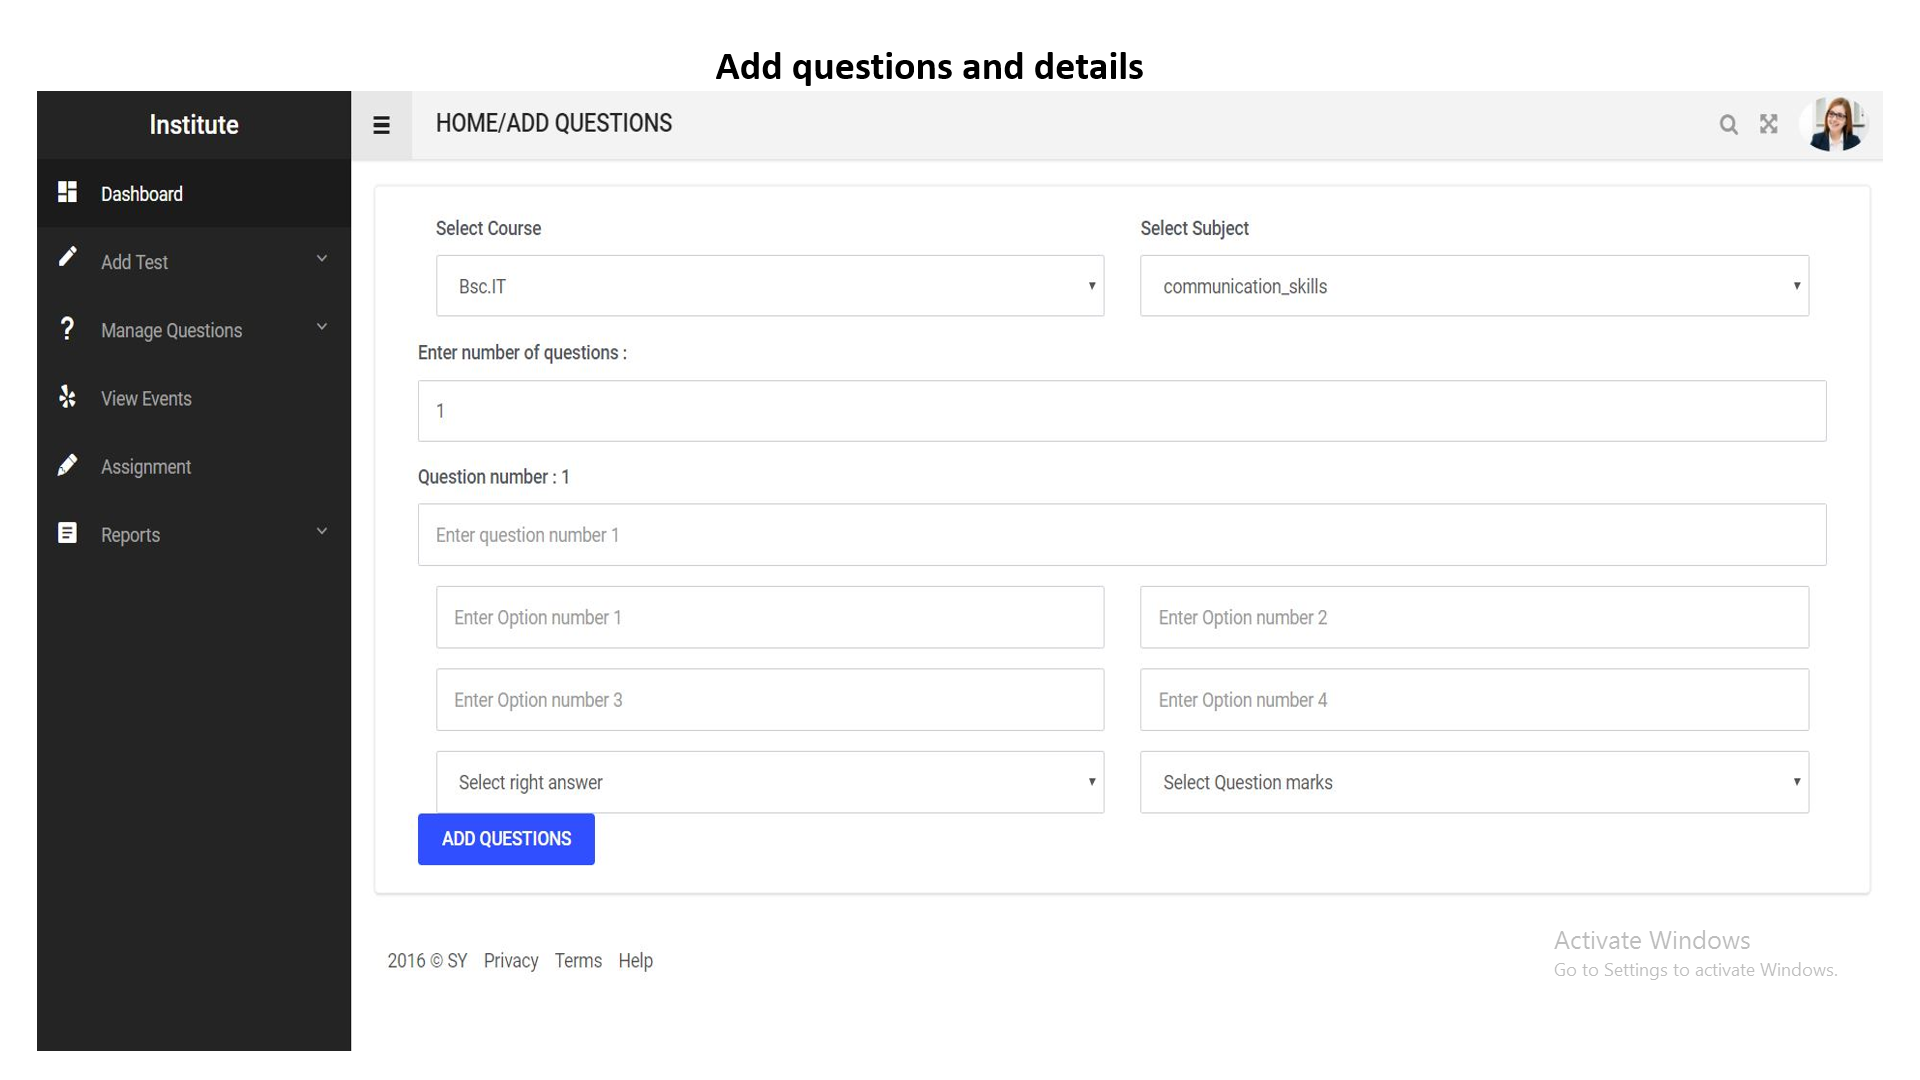 Add questions and details
Institute
HOME/ADD QUESTIONS
Dashboard
Add Test
Manage Questions
View Events
Assignment
Reports
Select Course
Select Subject
Bsc.IT
communication_skills
Enter number of questions :
1
Question number : 1
Enter question number 1
Enter Option number 1
Enter Option number 2
Enter Option number 3
Enter Option number 4
Select right answer
Select Question marks
ADD QUESTIONS
2016 © SY Privacy Terms Help
Activate Windows
Go to Settings to activate Windows.